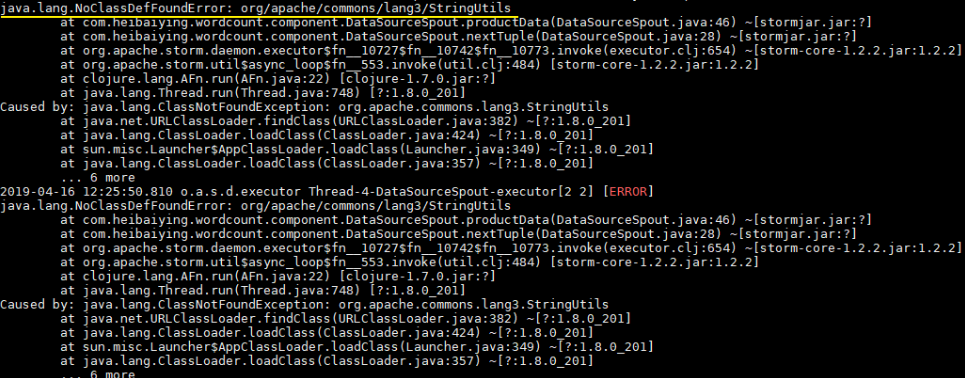 java.lang.NoClassDefFoundError: org/apache/commons/lang3/StringUtils
at com.heibaiying.wordcount.component.DataSourceSpout.productData(DataSourceSpout.java:46) ~[stormjar.jar:?]
at com.heibaiying.wordcount.component.DataSourceSpout.nextTuple(DataSourceSpout.java:28) ~[stormjar.jar:?]
at org.apache.storm.daemon.executor$fn__10727$fn__10742$fn__10773.invoke(executor.clj:654) ~[storm-core-1.2.2.jar:1.2.2]
at org.apache.storm.util$async_loop$fn__553.invoke(util.clj:484) [storm-core-1.2.2.jar:1.2.2]
at clojure.lang.AFn.run(AFn.java:22) [clojure-1.7.0.jar:?]
at java.lang.Thread.run(Thread.java:748) [?:1.8.0_201]
Caused by: java.lang.ClassNotFoundException: org.apache.commons.lang3.StringUtils
at java.net.URLClassLoader.findClass(URLClassLoader.java:382) ~[?:1.8.0_201]
at java.lang.ClassLoader.loadClass(ClassLoader.java:424) ~[?:1.8.0_201]
at sun.misc.Launcher$AppClassLoader.loadClass(Launcher.java:349) ~[?:1.8.0_201]
at java.lang.ClassLoader.loadClass(ClassLoader.java:357) ~[?:1.8.0_201]
... 6 more
2019-04-16 12:25:50.810 o.a.s.d.executor Thread-4-DataSourceSpout-executor[2 2] [ERROR]
java.lang.NoClassDefFoundError: org/apache/commons/lang3/StringUtils
at com.heibaiying.wordcount.component.DataSourceSpout.productData(DataSourceSpout.java:46) ~[stormjar.jar:?]
at com.heibaiying.wordcount.component.DataSourceSpout.nextTuple(DataSourceSpout.java:28) ~[stormjar.jar:?]
at org.apache.storm.daemon.executor$fn__10727$fn__10742$fn__10773.invoke(executor.clj:654) ~[storm-core-1.2.2.jar:1.2.2]
at org.apache.storm.util$async_loop$fn__553.invoke(util.clj:484) [storm-core-1.2.2.jar:1.2.2]
at clojure.lang.AFn.run(AFn.java:22) [clojure-1.7.0.jar:?]
at java.lang.Thread.run(Thread.java:748) [?:1.8.0_201]
Caused by: java.lang.ClassNotFoundException: org.apache.commons.lang3.StringUtils
at java.net.URLClassLoader.findClass(URLClassLoader.java:382) ~[?:1.8.0_201]
at java.lang.ClassLoader.loadClass(ClassLoader.java:424) ~[?:1.8.0_201]
at sun.misc.Launcher$AppClassLoader.loadClass(Launcher.java:349) ~[?:1.8.0_201]
at java.lang.ClassLoader.loadClass(ClassLoader.java:357) ~[?:1.8.0_201]
... 6 more